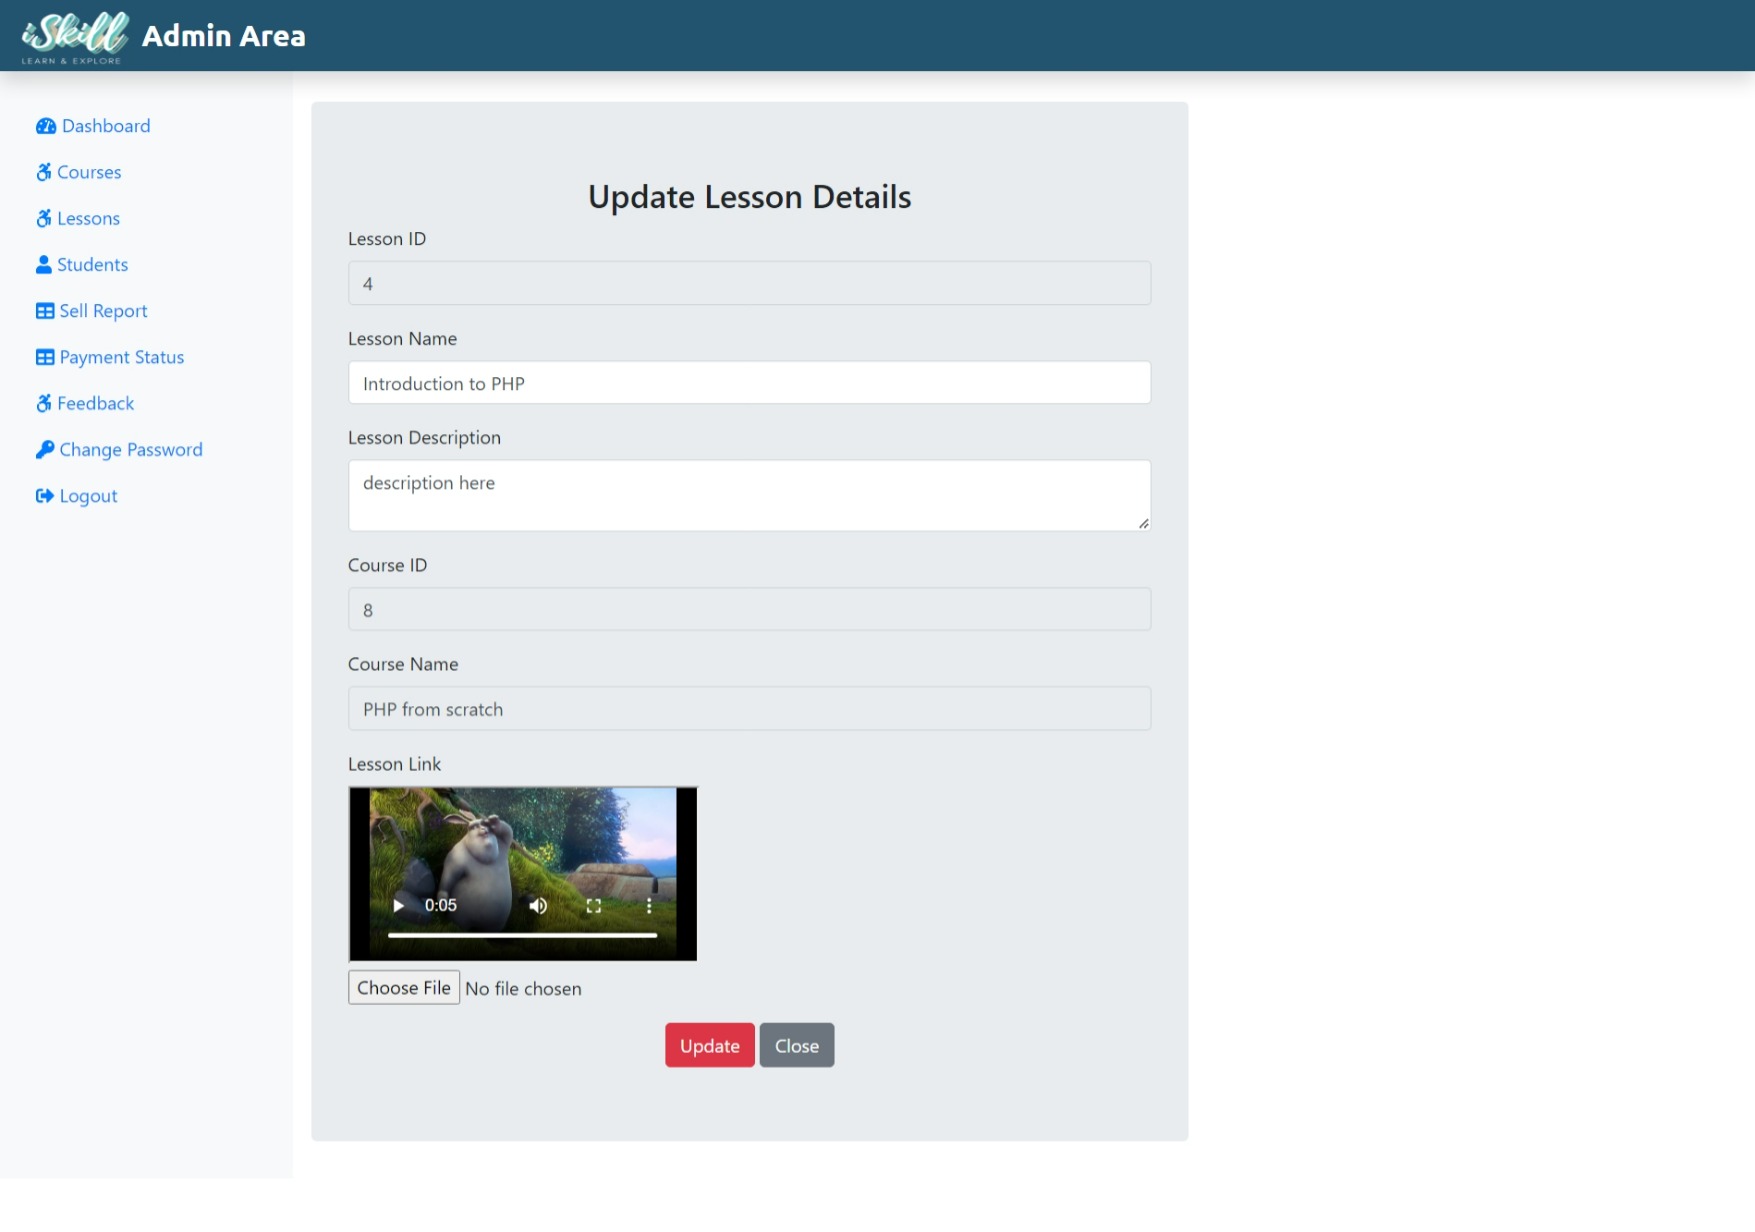 iSkill
LEARN & EXPLORE
Admin Area
Dashboard
Courses
Lessons
Students
Sell Report
Payment Status
Feedback
Change Password
Logout
Update Lesson Details
Lesson ID
4
Lesson Name
Introduction to PHP
Lesson Description
description here
Course ID
8
Course Name
PHP from scratch
Lesson Link
0:05
Choose File No file chosen
Update Close